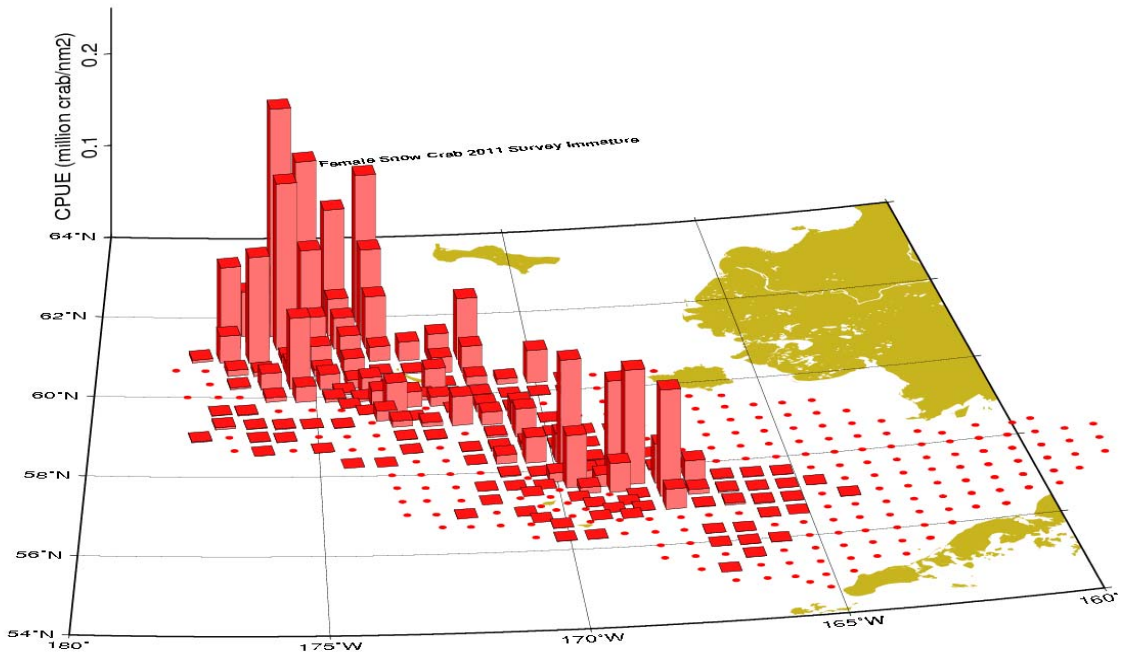 0.2
0.1
CPUE (million crab/nm2)
Female Snow Crab 2011 Survey Immature
64°N
62°N
60°N
58°N
56°N
54°N
180°
175°W
170°W
165°W
160°